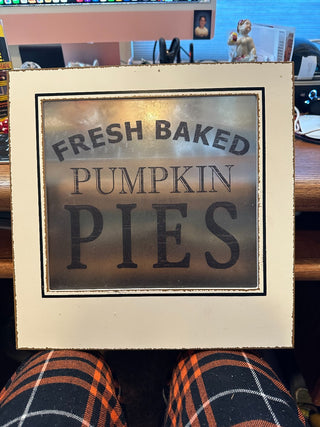 FRESH BAKED
PUMPKIN
PIES